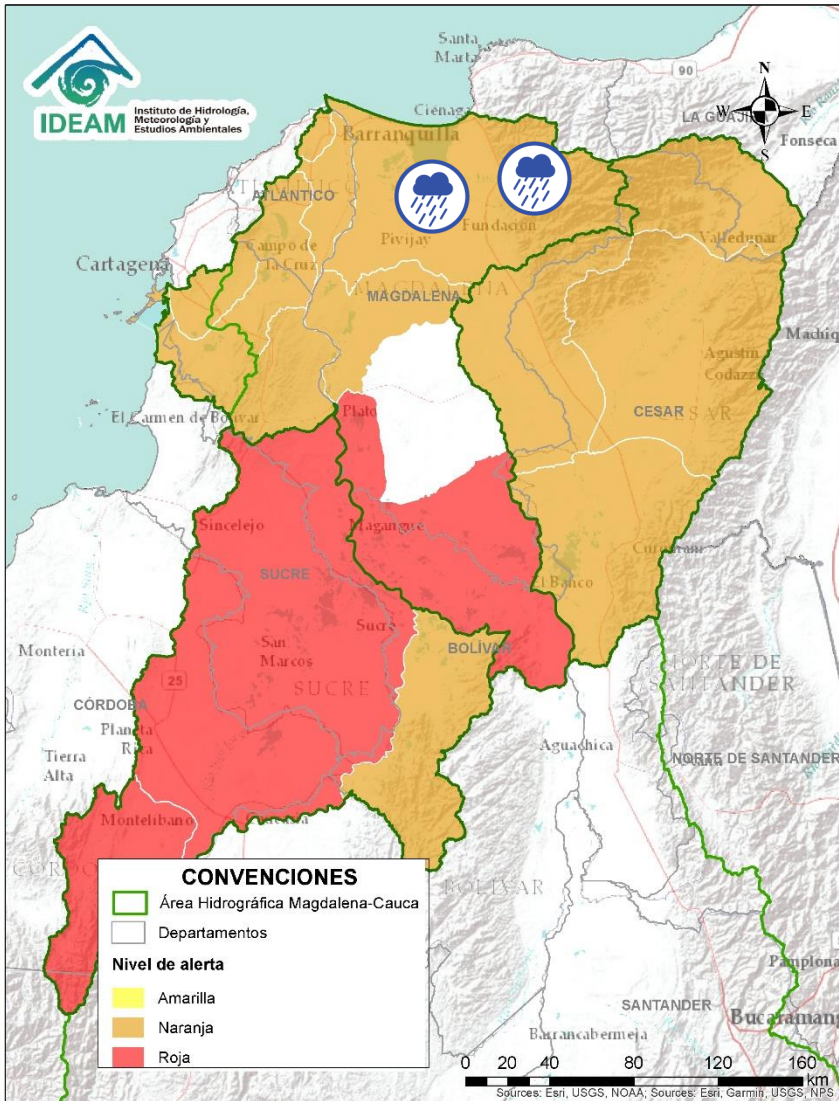 IDEAM
Instituto de Hidrología,
Meteorología y
Estudios Ambientales
Santa
Marta
90
N
W
E
S
Ciénaga
LA GUAJI
Fonseca
Barranquilla
ATLÁNTICO
Fundación
Pivijay
Valledupar
Campo de
la Cruz
Cartagena
MAGDALENA
Machiq
Agustín
Codazzi
El Carmen de Bolívar
Plato
CESAR
Sincelejo
Magangué
SUCRE
El Banco
Sucre
Montería
San
Marcos
BOLÍVAR
SUCRE
NORTE DE
SANTANDER
25
CÓRDOBA
Planeta
Rica
Aguachica
NORTE DE SANTANDER
Tierra
Alta
Montelíbano
BOLÍVAR
CONVENCIONES
Área Hidrográfica Magdalena-Cauca
Departamentos
Nivel de alerta
Amarilla
Naranja
Roja
Pamplona
SANTANDER
Bucaramang
Barrancabermeja
0 20 40 80 120 160
km
Sources: Esri, USGS, NOAA; Sources: Esri, Garmin, USGS, NPS